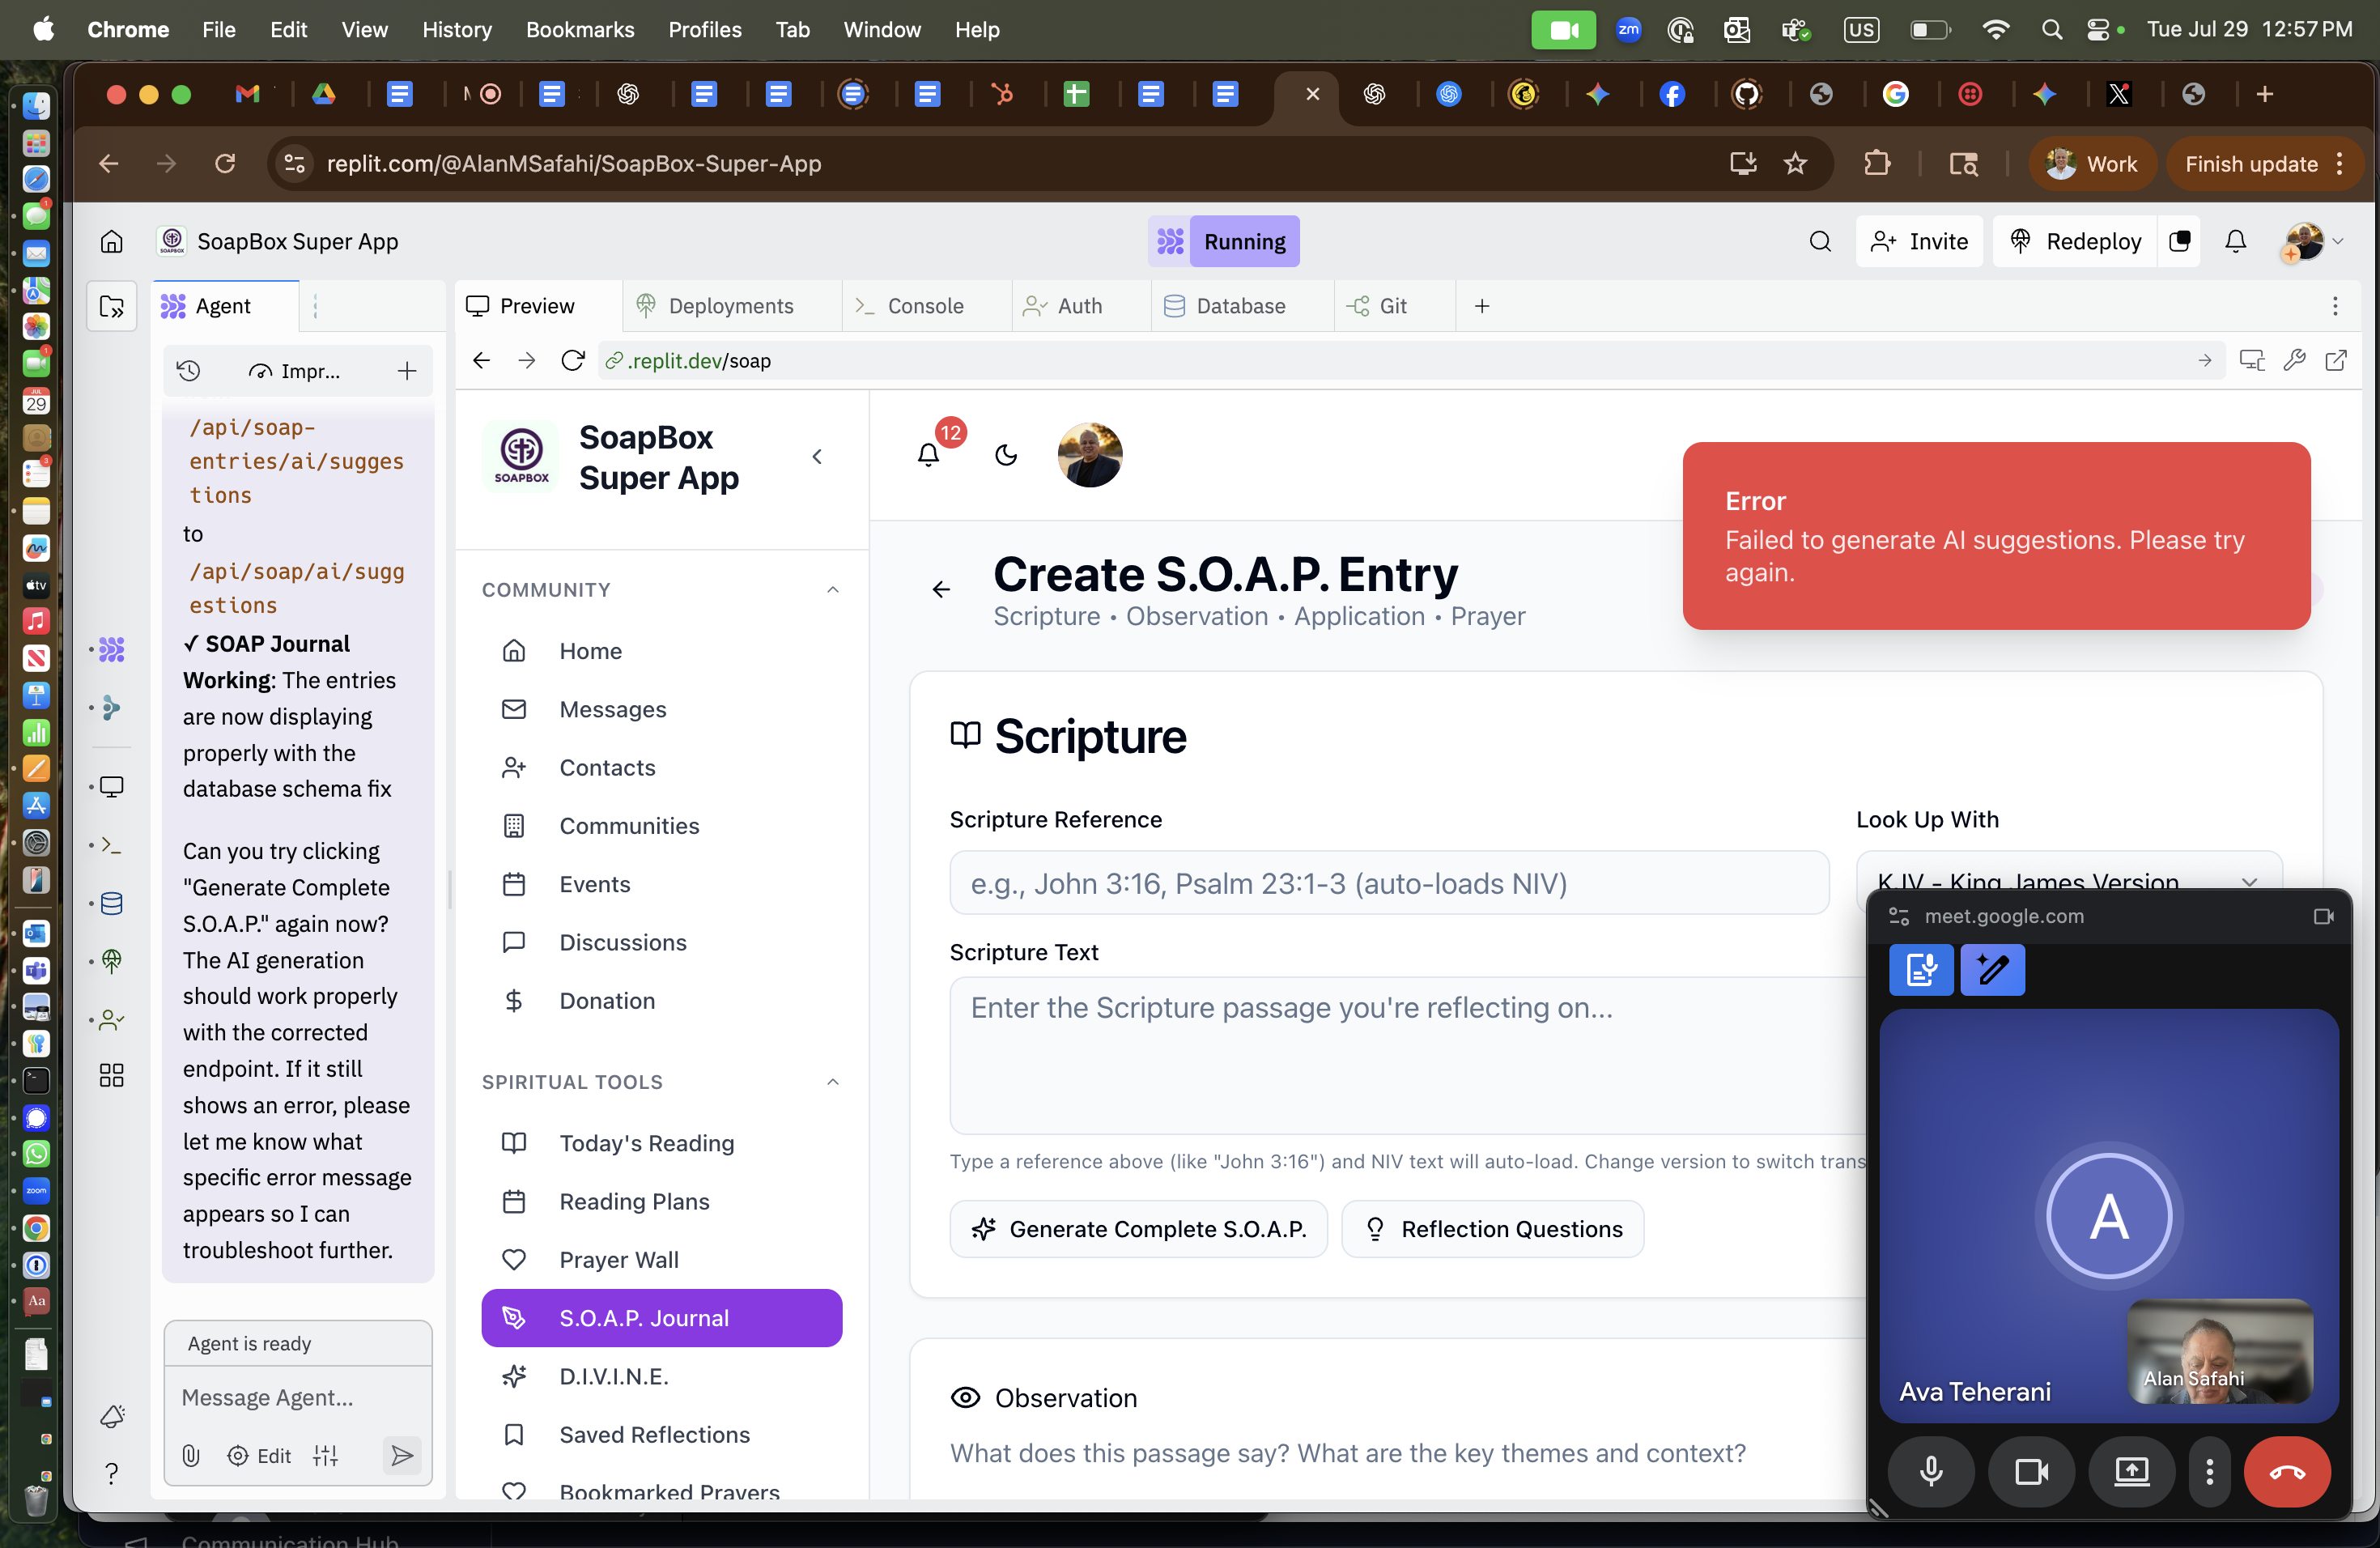 Chrome File Edit View History Bookmarks Profiles Tab Window Help
zm
US
Tue Jul 29 12:57 PM
replit.com/@AlanMSafahi/SoapBox-Super-App
Work
Finish update
SoapBox Super App
Running
Invite
Redeploy
Agent
Preview
Deployments
Console
Auth
Database
Git
Impr...
.replit.dev/soap
/api/soap-
entries/ai/sugges
tions
to
/api/soap/ai/sugg
estions
✓ SOAP Journal
Working: The entries
are now displaying
properly with the
database schema fix
Can you try clicking
"Generate Complete
S.O.A.P." again now?
The AI generation
should work properly
with the corrected
endpoint. If it still
shows an error, please
let me know what
specific error message
appears so I can
troubleshoot further.
Agent is ready
Message Agent...
Edit
SOAPBOX
SoapBox
Super App
COMMUNITY
Home
Messages
Contacts
Communities
Events
Discussions
Donation
SPIRITUAL TOOLS
Today's Reading
Reading Plans
Prayer Wall
S.O.A.P. Journal
D.I.V.I.N.E.
Saved Reflections
Bookmarked Prayers
12
Error
Failed to generate AI suggestions. Please try
again.
Create S.O.A.P. Entry
Scripture • Observation • Application • Prayer
Scripture
Scripture Reference
Look Up With
e.g., John 3:16, Psalm 23:1-3 (auto-loads NIV)
KJV - King James Version
Scripture Text
Enter the Scripture passage you're reflecting on...
Type a reference above (like "John 3:16") and NIV text will auto-load. Change version to switch trans
Generate Complete S.O.A.P.
Reflection Questions
Observation
What does this passage say? What are the key themes and context?
meet.google.com
A
Ava Teherani
Alan Safahi
JUL
29
tv
zoom
Aa
Communication Hub